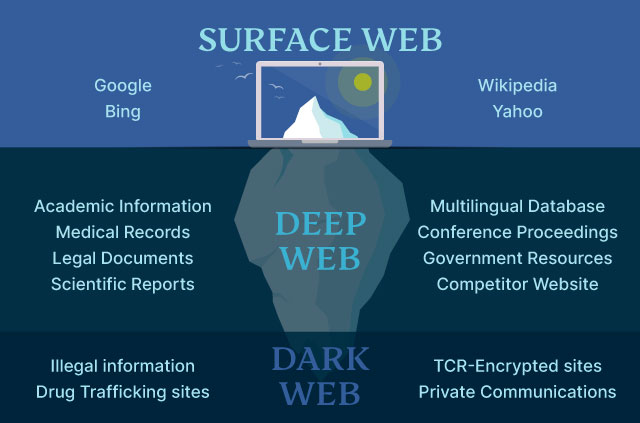 SURFACE WEB
Google
Bing
Wikipedia
Yahoo
Academic Information
Medical Records
Legal Documents
Scientific Reports
DEEP
WEB
Multilingual Database
Conference Proceedings
Government Resources
Competitor Website
Illegal information
Drug Trafficking sites
DARK
WEB
TCR-Encrypted sites
Private Communications